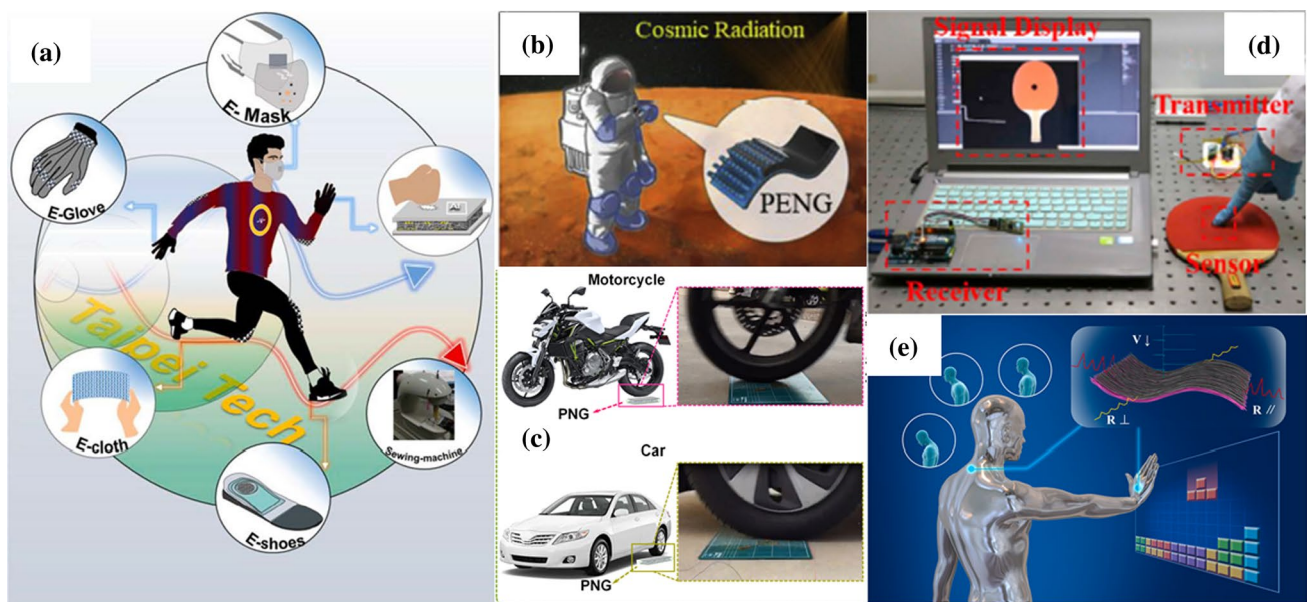 (a)
E- Mask
E-Glove
Al
Taipei Tech
E-cloth
Sewing-machine
E-shoes
(b)
Cosmic Radiation
PENG
Motorcycle
PNG
(c)
Car
PNG
(d)
Signal Display
Transmitter
Sensor
Receiver
(e)
V↓
R //
R ⊥